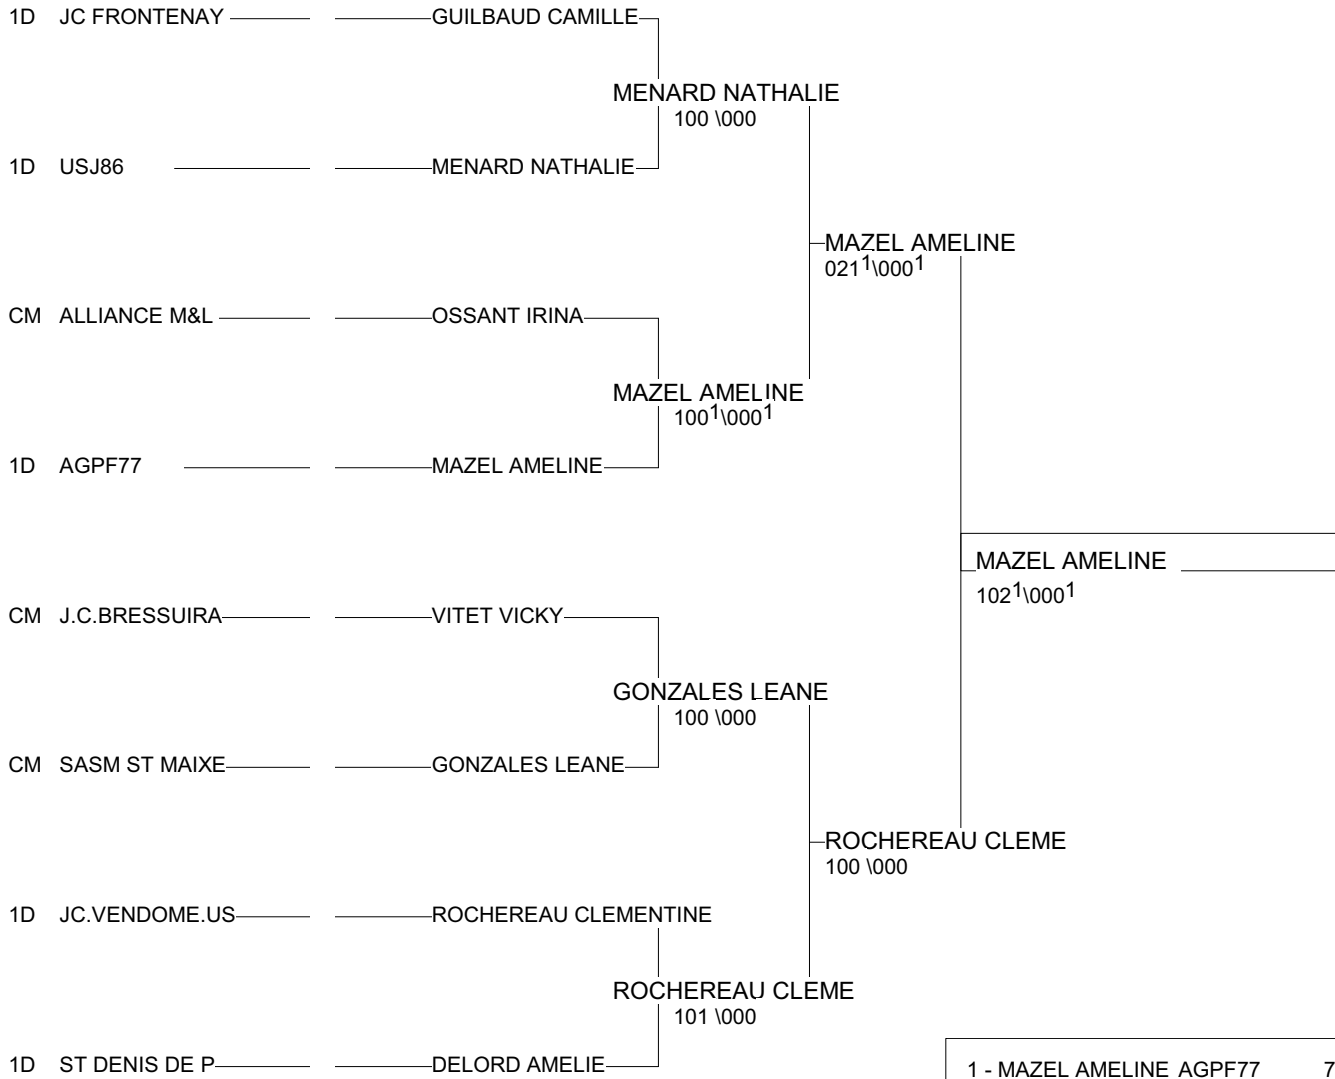 1D JC FRONTENAY GUILBAUD CAMILLE
MENARD NATHALIE
100 \000
1D USJ86 MENARD NATHALIE
MAZEL AMELINE
021¹\000¹
CM ALLIANCE M&L OSSANT IRINA
MAZEL AMELINE
100¹\000¹
1D AGPF77 MAZEL AMELINE
MAZEL AMELINE
102¹\000¹
CM J.C.BRESSUIRA VITET VICKY
GONZALES LEANE
100 \000
CM SASM ST MAIXE GONZALES LEANE
ROCHEREAU CLEME
100 \000
1D JC.VENDOME.US ROCHEREAU CLEMENTINE
ROCHEREAU CLEME
101 \000
1D ST DENIS DE P DELORD AMELIE
1 - MAZEL AMELINE AGPF77 7